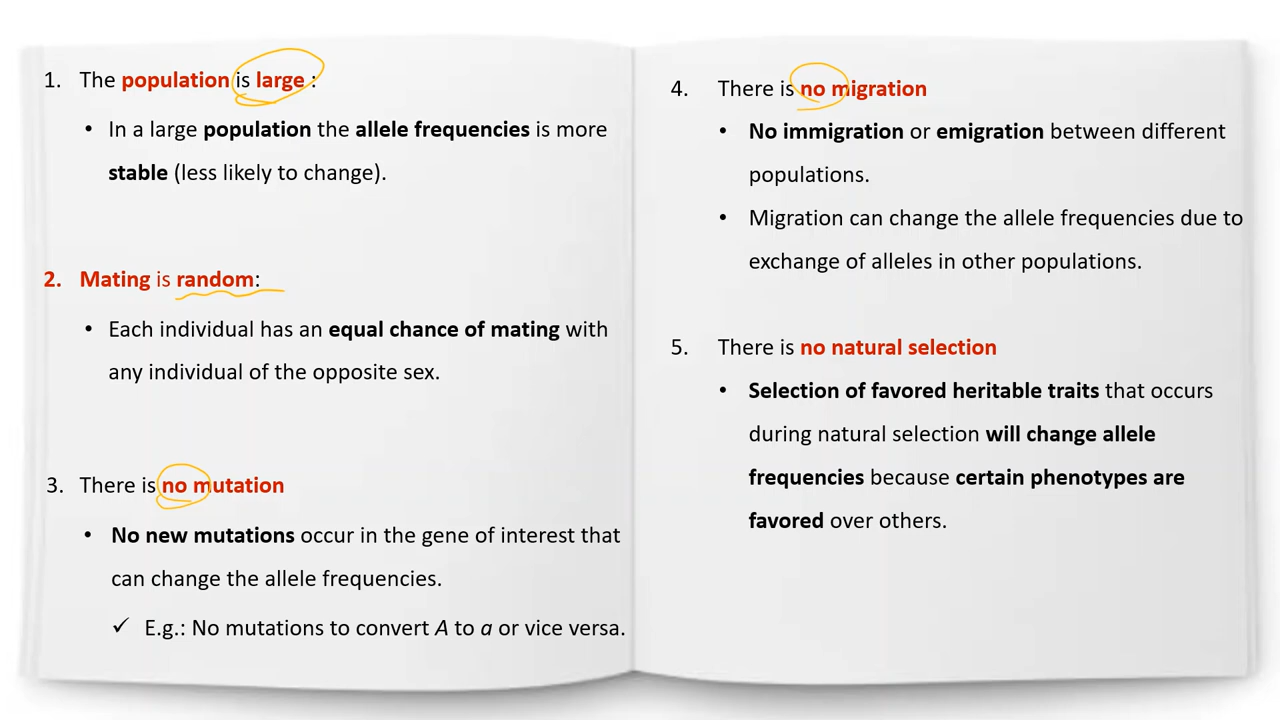 1. The population is large :
• In a large population the allele frequencies is more
stable (less likely to change).
2. Mating is random:
• Each individual has an equal chance of mating with
any individual of the opposite sex.
3. There is no mutation
• No new mutations occur in the gene of interest that
can change the allele frequencies.
✓ E.g.: No mutations to convert A to a or vice versa.
4. There is no migration
• No immigration or emigration between different
populations.
• Migration can change the allele frequencies due to
exchange of alleles in other populations.
5. There is no natural selection
• Selection of favored heritable traits that occurs
during natural selection will change allele
frequencies because certain phenotypes are
favored over others.